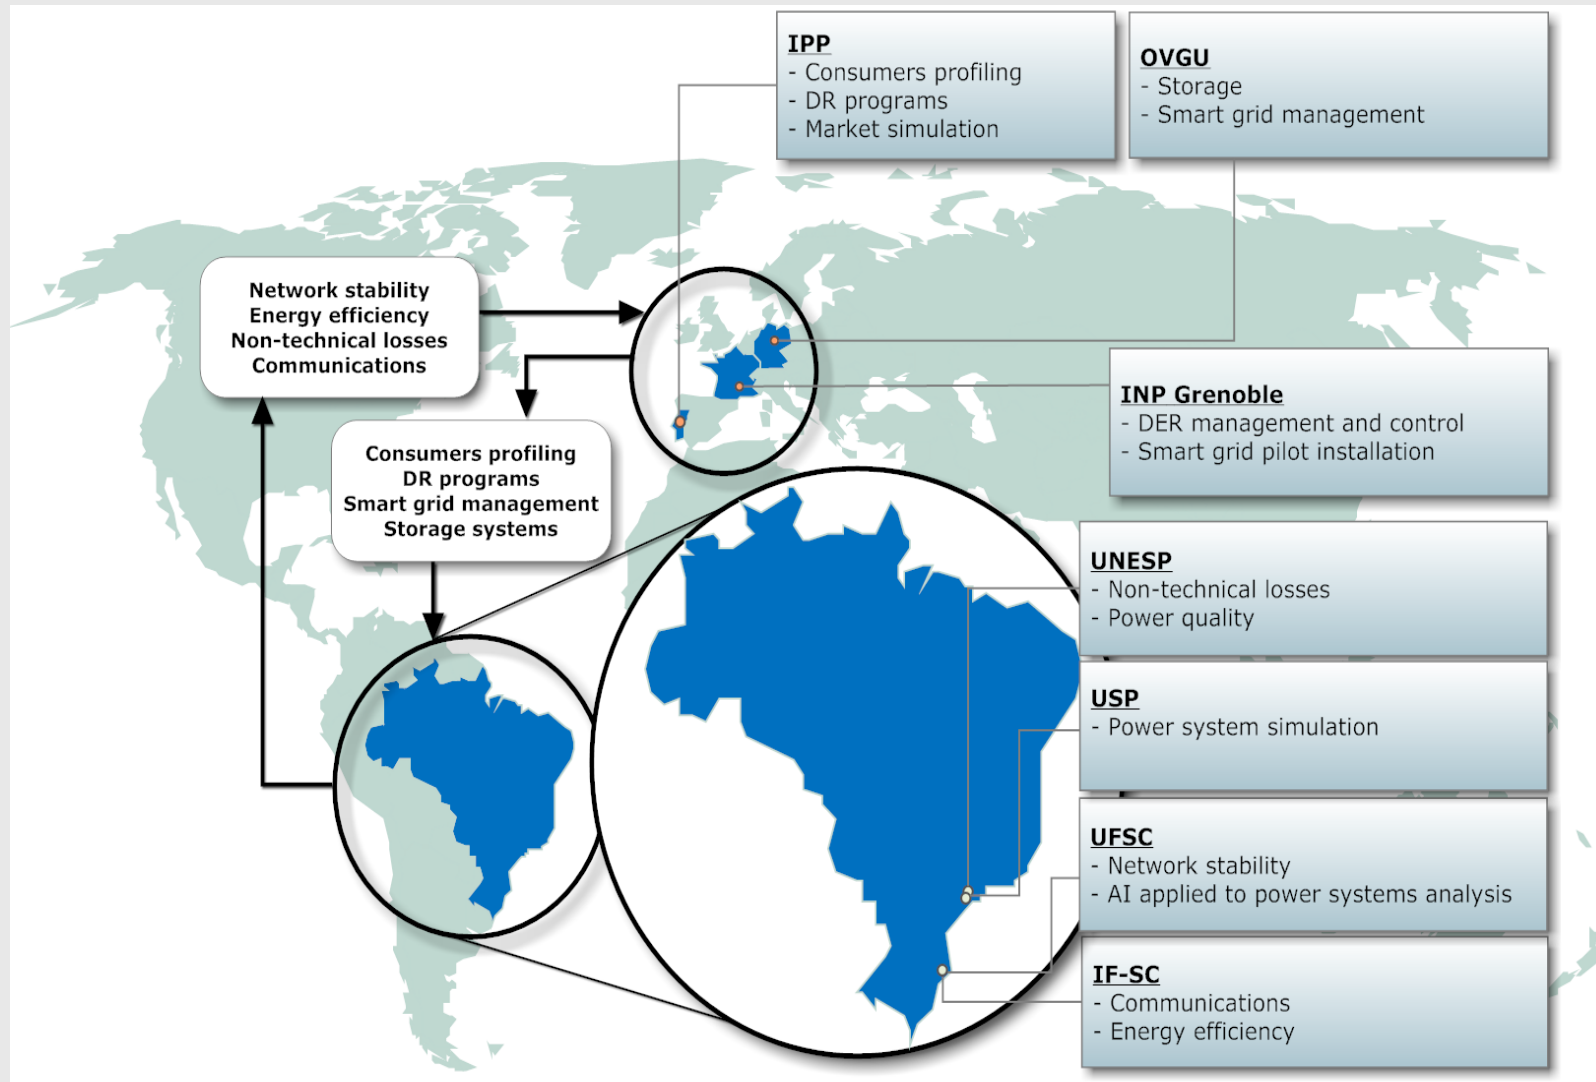 IPP
- Consumers profiling
- DR programs
- Market simulation
OVGU
- Storage
- Smart grid management
Network stability
Energy efficiency
Non-technical losses
Communications
INP Grenoble
- DER management and control
- Smart grid pilot installation
Consumers profiling
DR programs
Smart grid management
Storage systems
UNESP
- Non-technical losses
- Power quality
USP
- Power system simulation
UFSC
- Network stability
- AI applied to power systems analysis
IF-SC
- Communications
- Energy efficiency